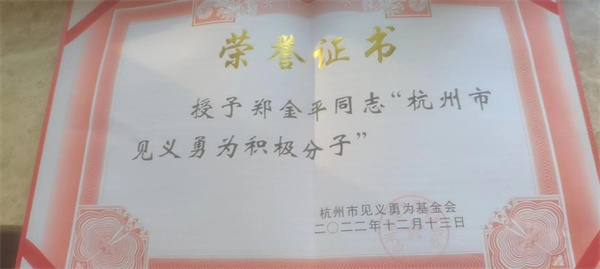 荣誉证书
授予郑金平同志“杭州市
见义勇为积极分子”
杭州市见义勇为基金会
二〇二二年十二月十三日